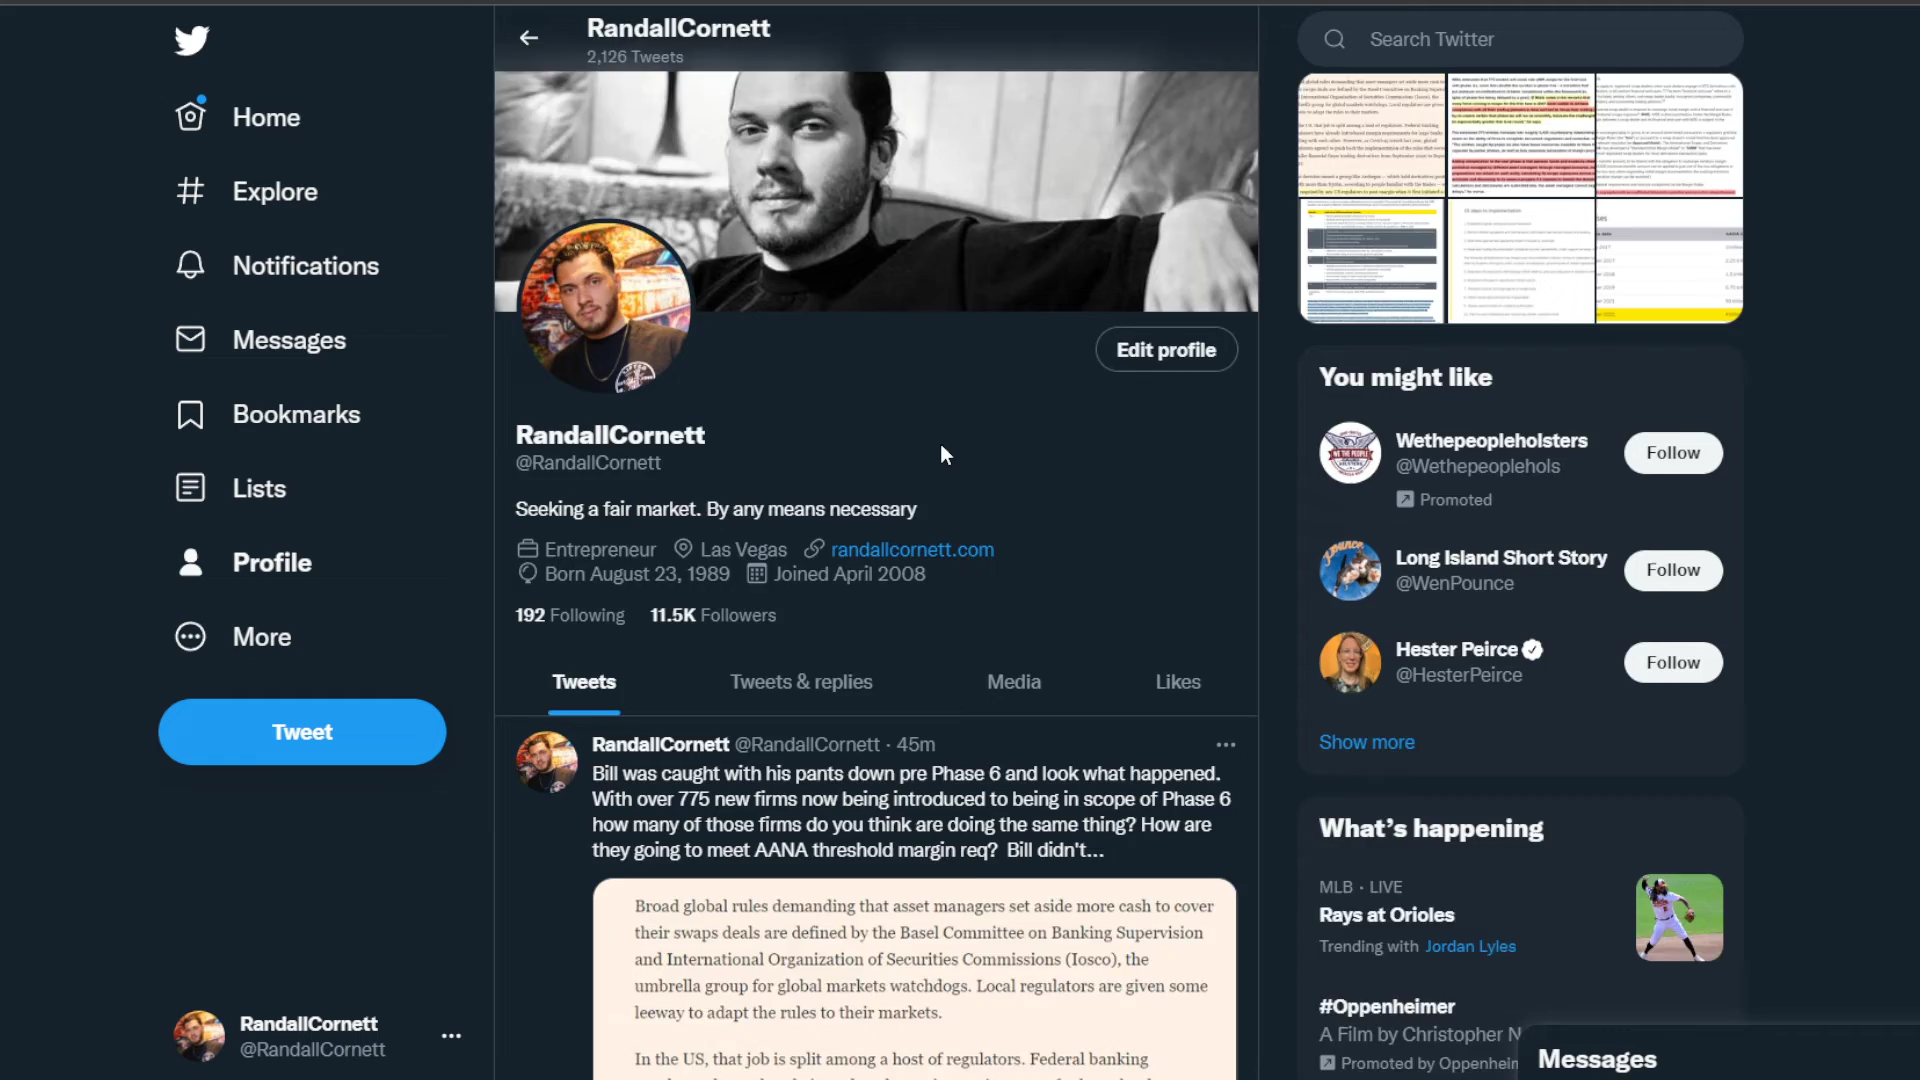 RandallCornett
2,126 Tweets
Home
Explore
Notifications
Messages
Bookmarks
Lists
Profile
More
Tweet
RandallCornett
@RandallCornett
Edit profile
RandallCornett
@RandallCornett
Seeking a fair market. By any means necessary
Entrepreneur Las Vegas randallcornett.com
Born August 23, 1989 Joined April 2008
192 Following 11.5K Followers
Tweets Tweets & replies Media Likes
RandallCornett @RandallCornett · 45m
Bill was caught with his pants down pre Phase 6 and look what happened.
With over 775 new firms now being introduced to being in scope of Phase 6
how many of those firms do you think are doing the same thing? How are
they going to meet AANA threshold margin req? Bill didn't...
Broad global rules demanding that asset managers set aside more cash to cover
their swaps deals are defined by the Basel Committee on Banking Supervision
and International Organization of Securities Commissions (Iosco), the
umbrella group for global markets watchdogs. Local regulators are given some
leeway to adapt the rules to their markets.
In the US, that job is split among a host of regulators. Federal banking
Search Twitter
You might like
Wethepeopleholsters
@Wethepeoplehols
Promoted
Follow
Long Island Short Story
@WenPounce
Follow
Hester Peirce
@HesterPeirce
Follow
Show more
What's happening
MLB · LIVE
Rays at Orioles
Trending with Jordan Lyles
#Oppenheimer
A Film by Christopher N
Promoted by Oppenhein
Messages